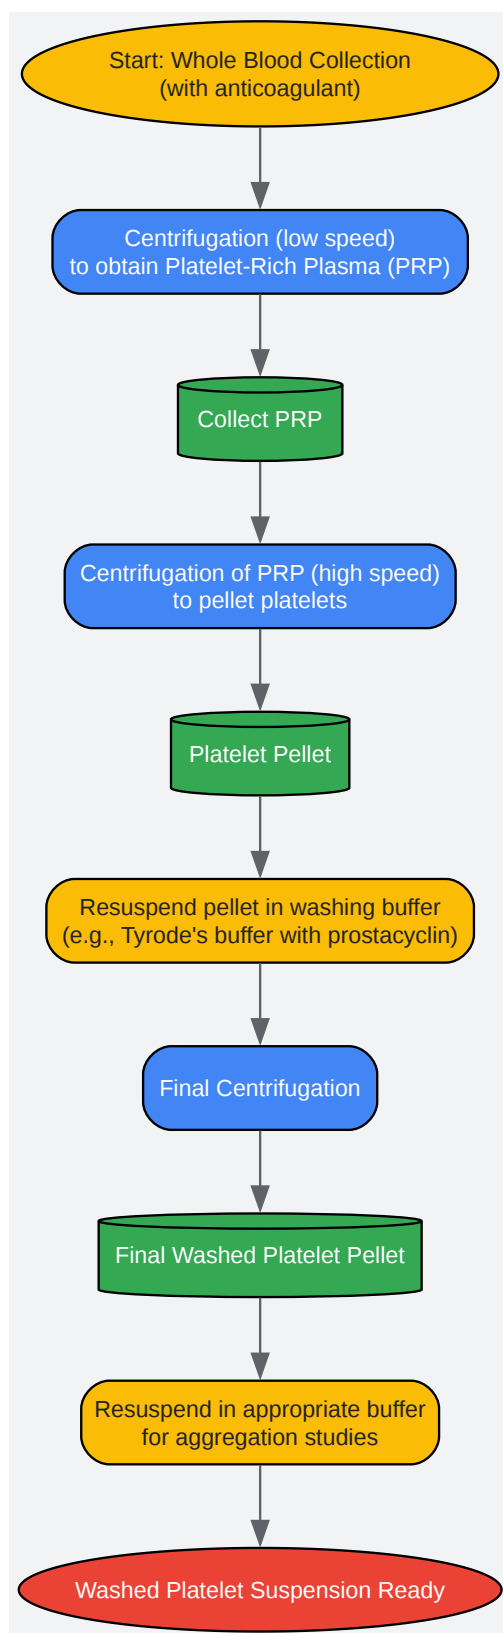 Start: Whole Blood Collection
(with anticoagulant)
Centrifugation (low speed)
to obtain Platelet-Rich Plasma (PRP)
Collect PRP
Centrifugation of PRP (high speed)
to pellet platelets
Platelet Pellet
Resuspend pellet in washing buffer
(e.g., Tyrode's buffer with prostacyclin)
Final Centrifugation
Final Washed Platelet Pellet
Resuspend in appropriate buffer
for aggregation studies
Washed Platelet Suspension Ready